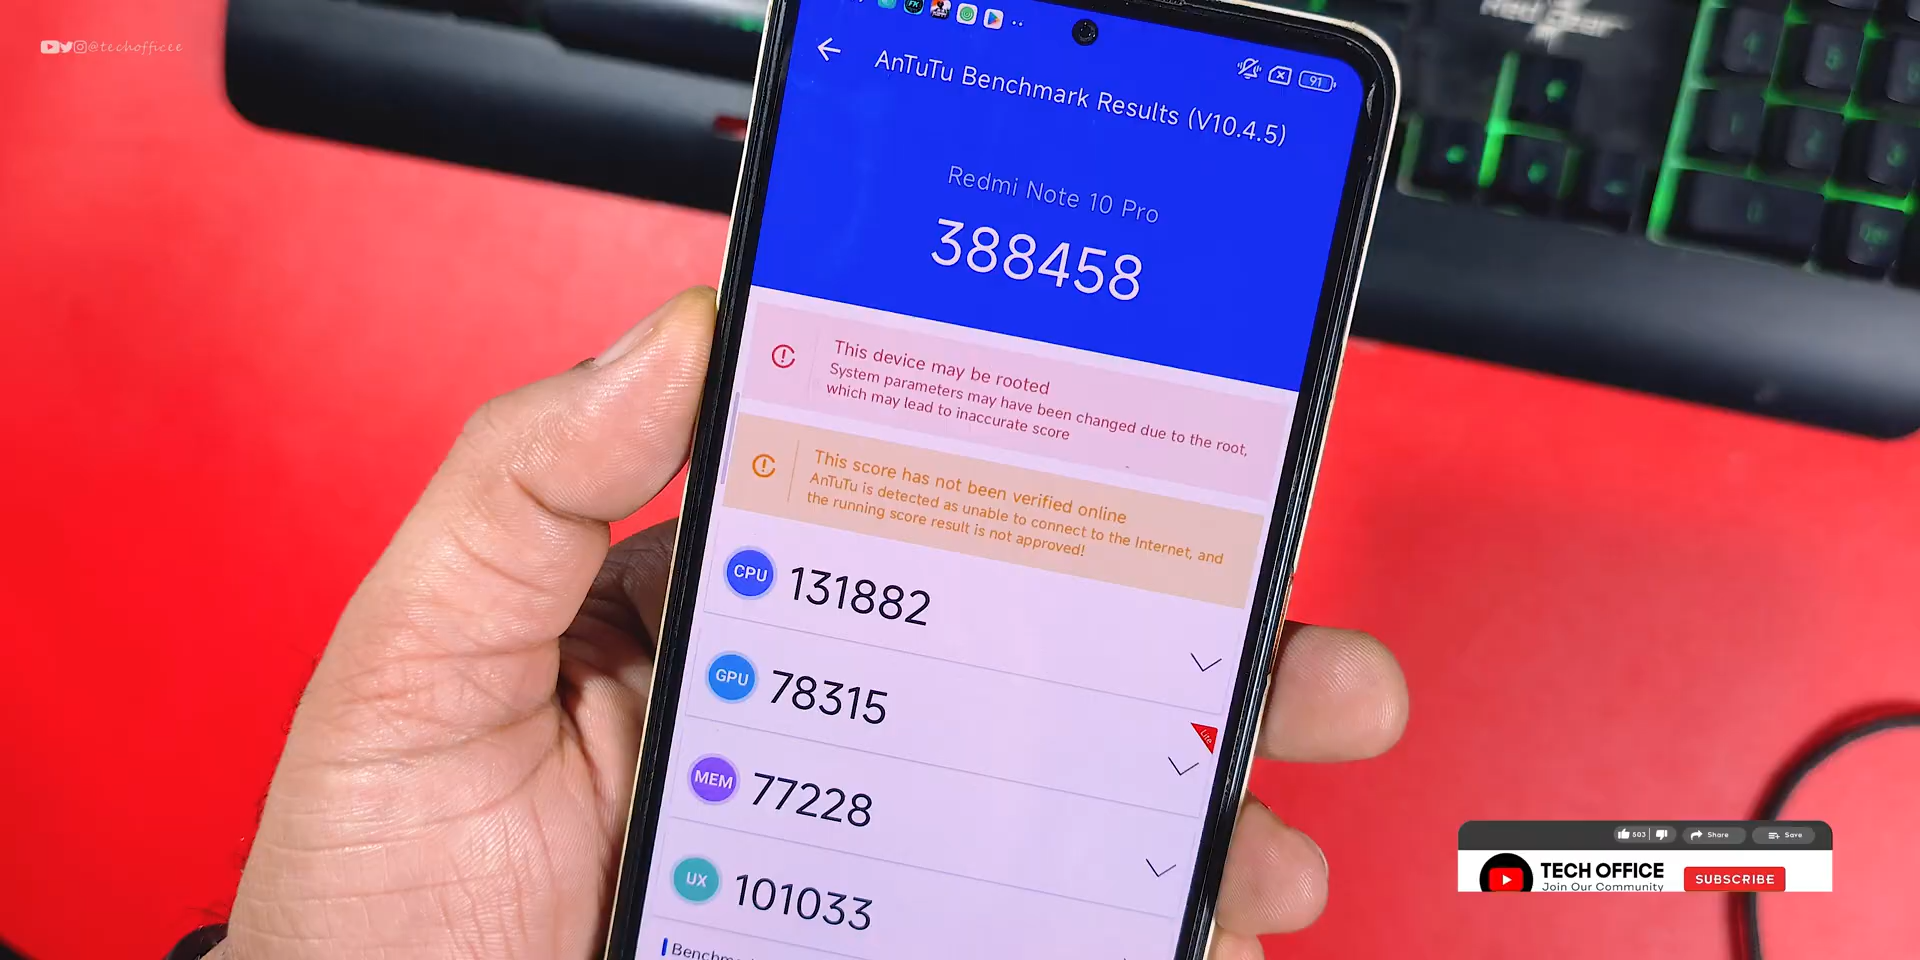 @techofficee
91
AnTuTu Benchmark Results (V10.4.5)
Redmi Note 10 Pro
388458
This device may be rooted
System parameters may have been changed due to the root,
which may lead to inaccurate score
This score has not been verified online
AnTuTu is detected as unable to connect to the Internet, and
the running score result is not approved!
CPU 131882
GPU 78315
Lite
MEM 77228
UX 101033
503 Share Save
TECH OFFICE
Join Our Community
SUBSCRIBE